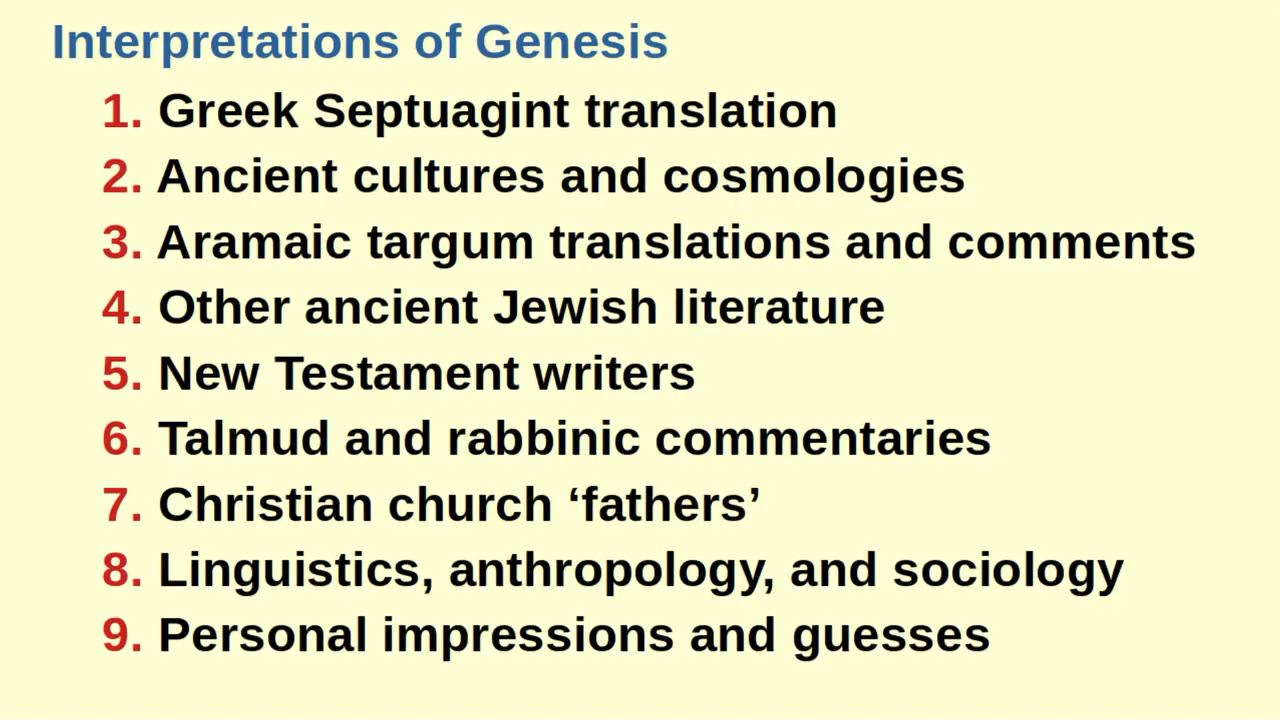 Interpretations of Genesis
1. Greek Septuagint translation
2. Ancient cultures and cosmologies
3. Aramaic targum translations and comments
4. Other ancient Jewish literature
5. New Testament writers
6. Talmud and rabbinic commentaries
7. Christian church ‘fathers’
8. Linguistics, anthropology, and sociology
9. Personal impressions and guesses